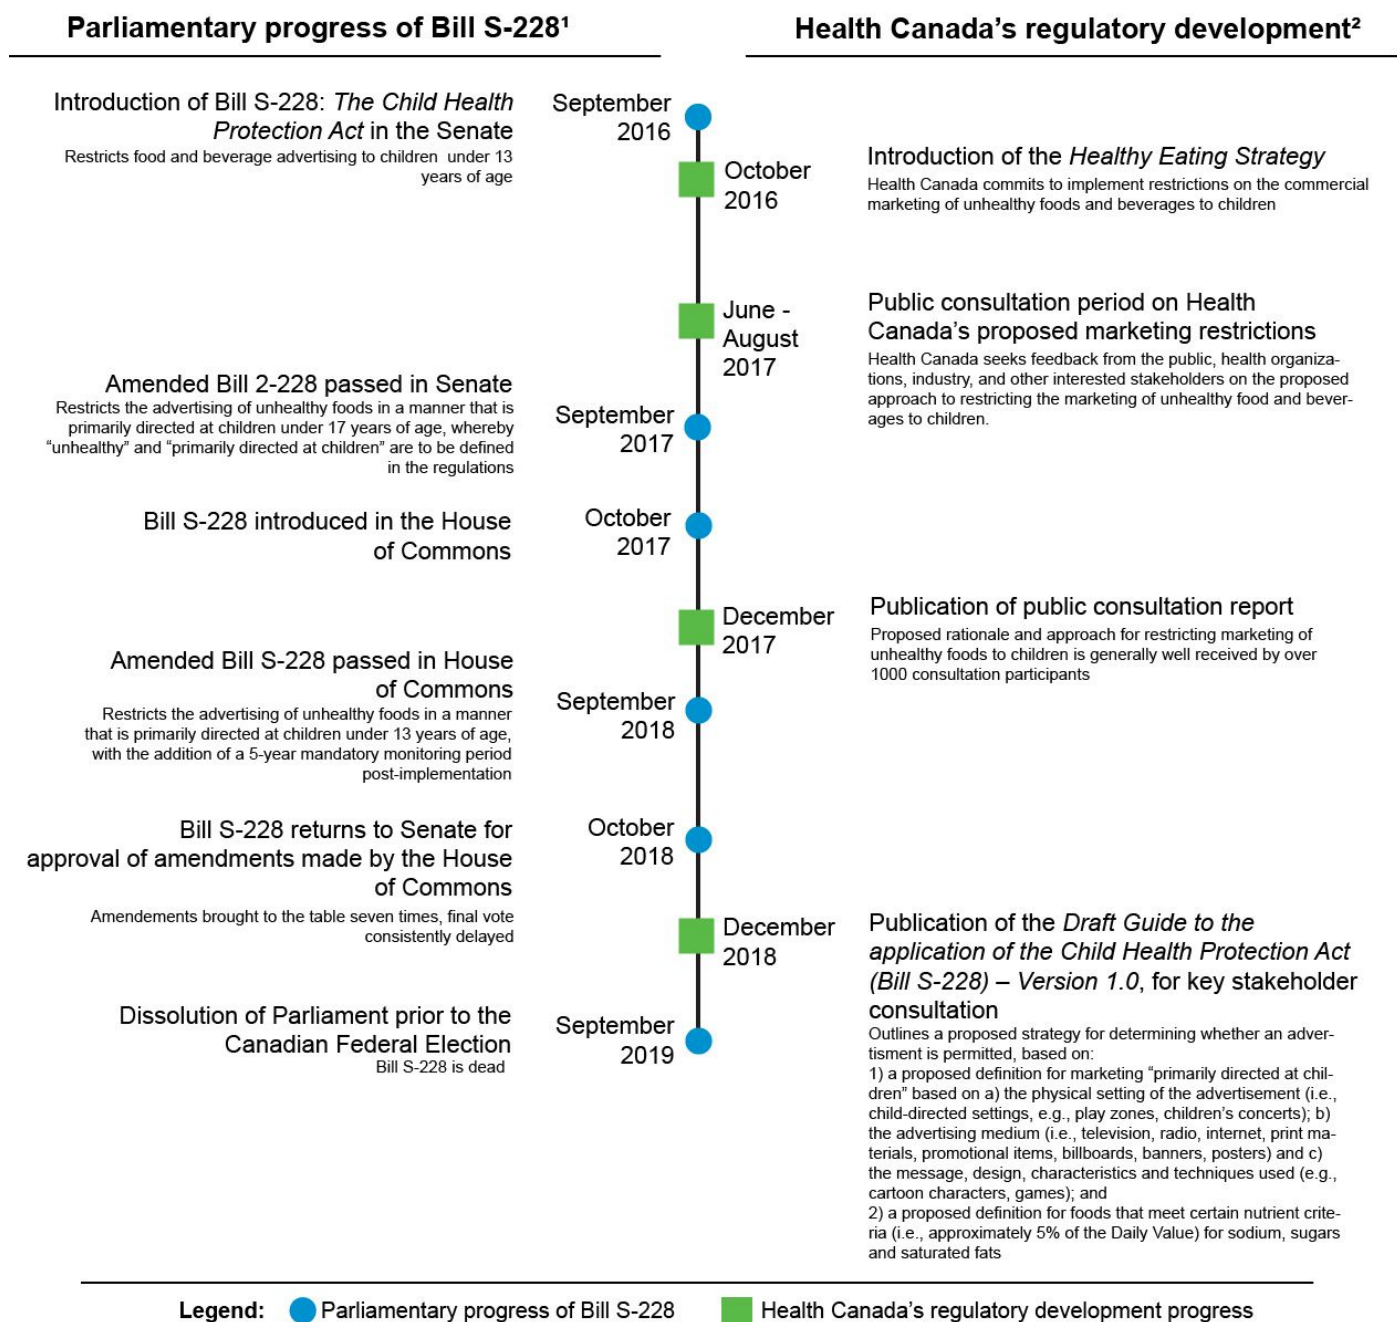 Parliamentary progress of Bill S-228¹
Health Canada’s regulatory development²
Introduction of Bill S-228: The Child Health
Protection Act in the Senate
Restricts food and beverage advertising to children under 13
years of age
September
2016
October
2016
Introduction of the Healthy Eating Strategy
Health Canada commits to implement restrictions on the commercial
marketing of unhealthy foods and beverages to children
June -
August
2017
Public consultation period on Health
Canada’s proposed marketing restrictions
Health Canada seeks feedback from the public, health organiza-
tions, industry, and other interested stakeholders on the proposed
approach to restricting the marketing of unhealthy food and bever-
ages to children.
Amended Bill 2-228 passed in Senate
Restricts the advertising of unhealthy foods in a manner that is
primarily directed at children under 17 years of age, whereby
“unhealthy” and “primarily directed at children” are to be defined
in the regulations
September
2017
Bill S-228 introduced in the House
of Commons
October
2017
December
2017
Publication of public consultation report
Proposed rationale and approach for restricting marketing of
unhealthy foods to children is generally well received by over
1000 consultation participants
Amended Bill S-228 passed in House
of Commons
Restricts the advertising of unhealthy foods in a manner
that is primarily directed at children under 13 years of age,
with the addition of a 5-year mandatory monitoring period
post-implementation
September
2018
Bill S-228 returns to Senate for
approval of amendments made by the House
of Commons
Amendements brought to the table seven times, final vote
consistently delayed
October
2018
December
2018
Publication of the Draft Guide to the
application of the Child Health Protection Act
(Bill S-228) – Version 1.0, for key stakeholder
consultation
Outlines a proposed strategy for determining whether an adver-
tisment is permitted, based on:
1) a proposed definition for marketing “primarily directed at chil-
dren” based on a) the physical setting of the advertisement (i.e.,
child-directed settings, e.g., play zones, children’s concerts); b)
the advertising medium (i.e., television, radio, internet, print ma-
terials, promotional items, billboards, banners, posters) and c)
the message, design, characteristics and techniques used (e.g.,
cartoon characters, games); and
2) a proposed definition for foods that meet certain nutrient crite-
ria (i.e., approximately 5% of the Daily Value) for sodium, sugars
and saturated fats
Dissolution of Parliament prior to the
Canadian Federal Election
Bill S-228 is dead
September
2019
Legend: Parliamentary progress of Bill S-228 Health Canada’s regulatory development progress